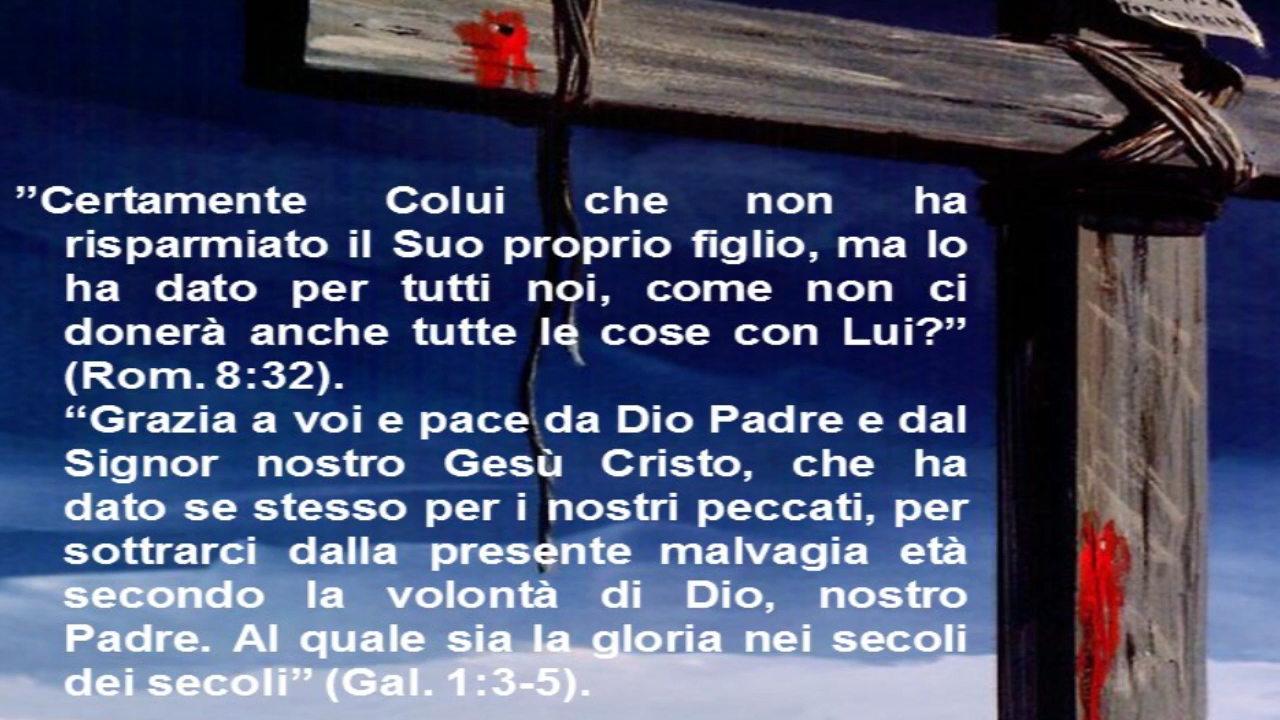 ”Certamente Colui che non ha
risparmiato il Suo proprio figlio, ma lo
ha dato per tutti noi, come non ci
donerà anche tutte le cose con Lui?”
(Rom. 8:32).
“Grazia a voi e pace da Dio Padre e dal
Signor nostro Gesù Cristo, che ha
dato se stesso per i nostri peccati, per
sottrarci dalla presente malvagia età
secondo la volontà di Dio, nostro
Padre. Al quale sia la gloria nei secoli
dei secoli” (Gal. 1:3-5).